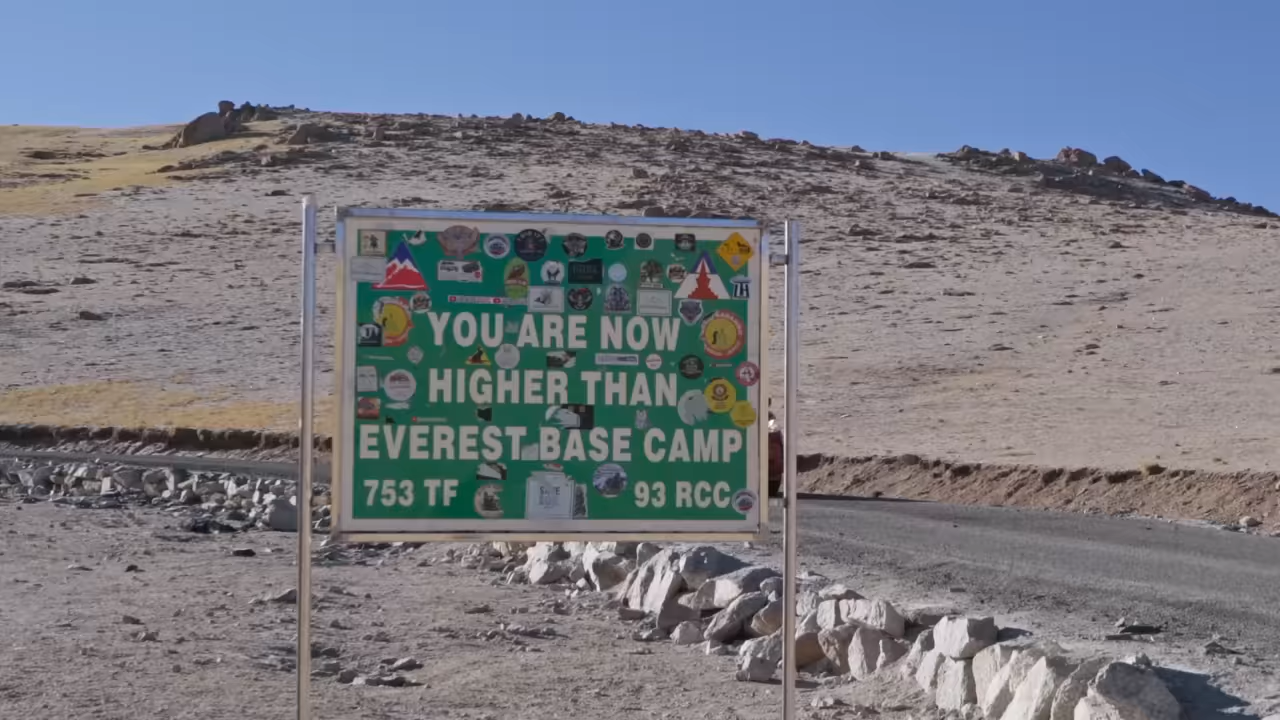 YOU ARE NOW
HIGHER THAN
EVEREST BASE CAMP
753 TF 93 RCC